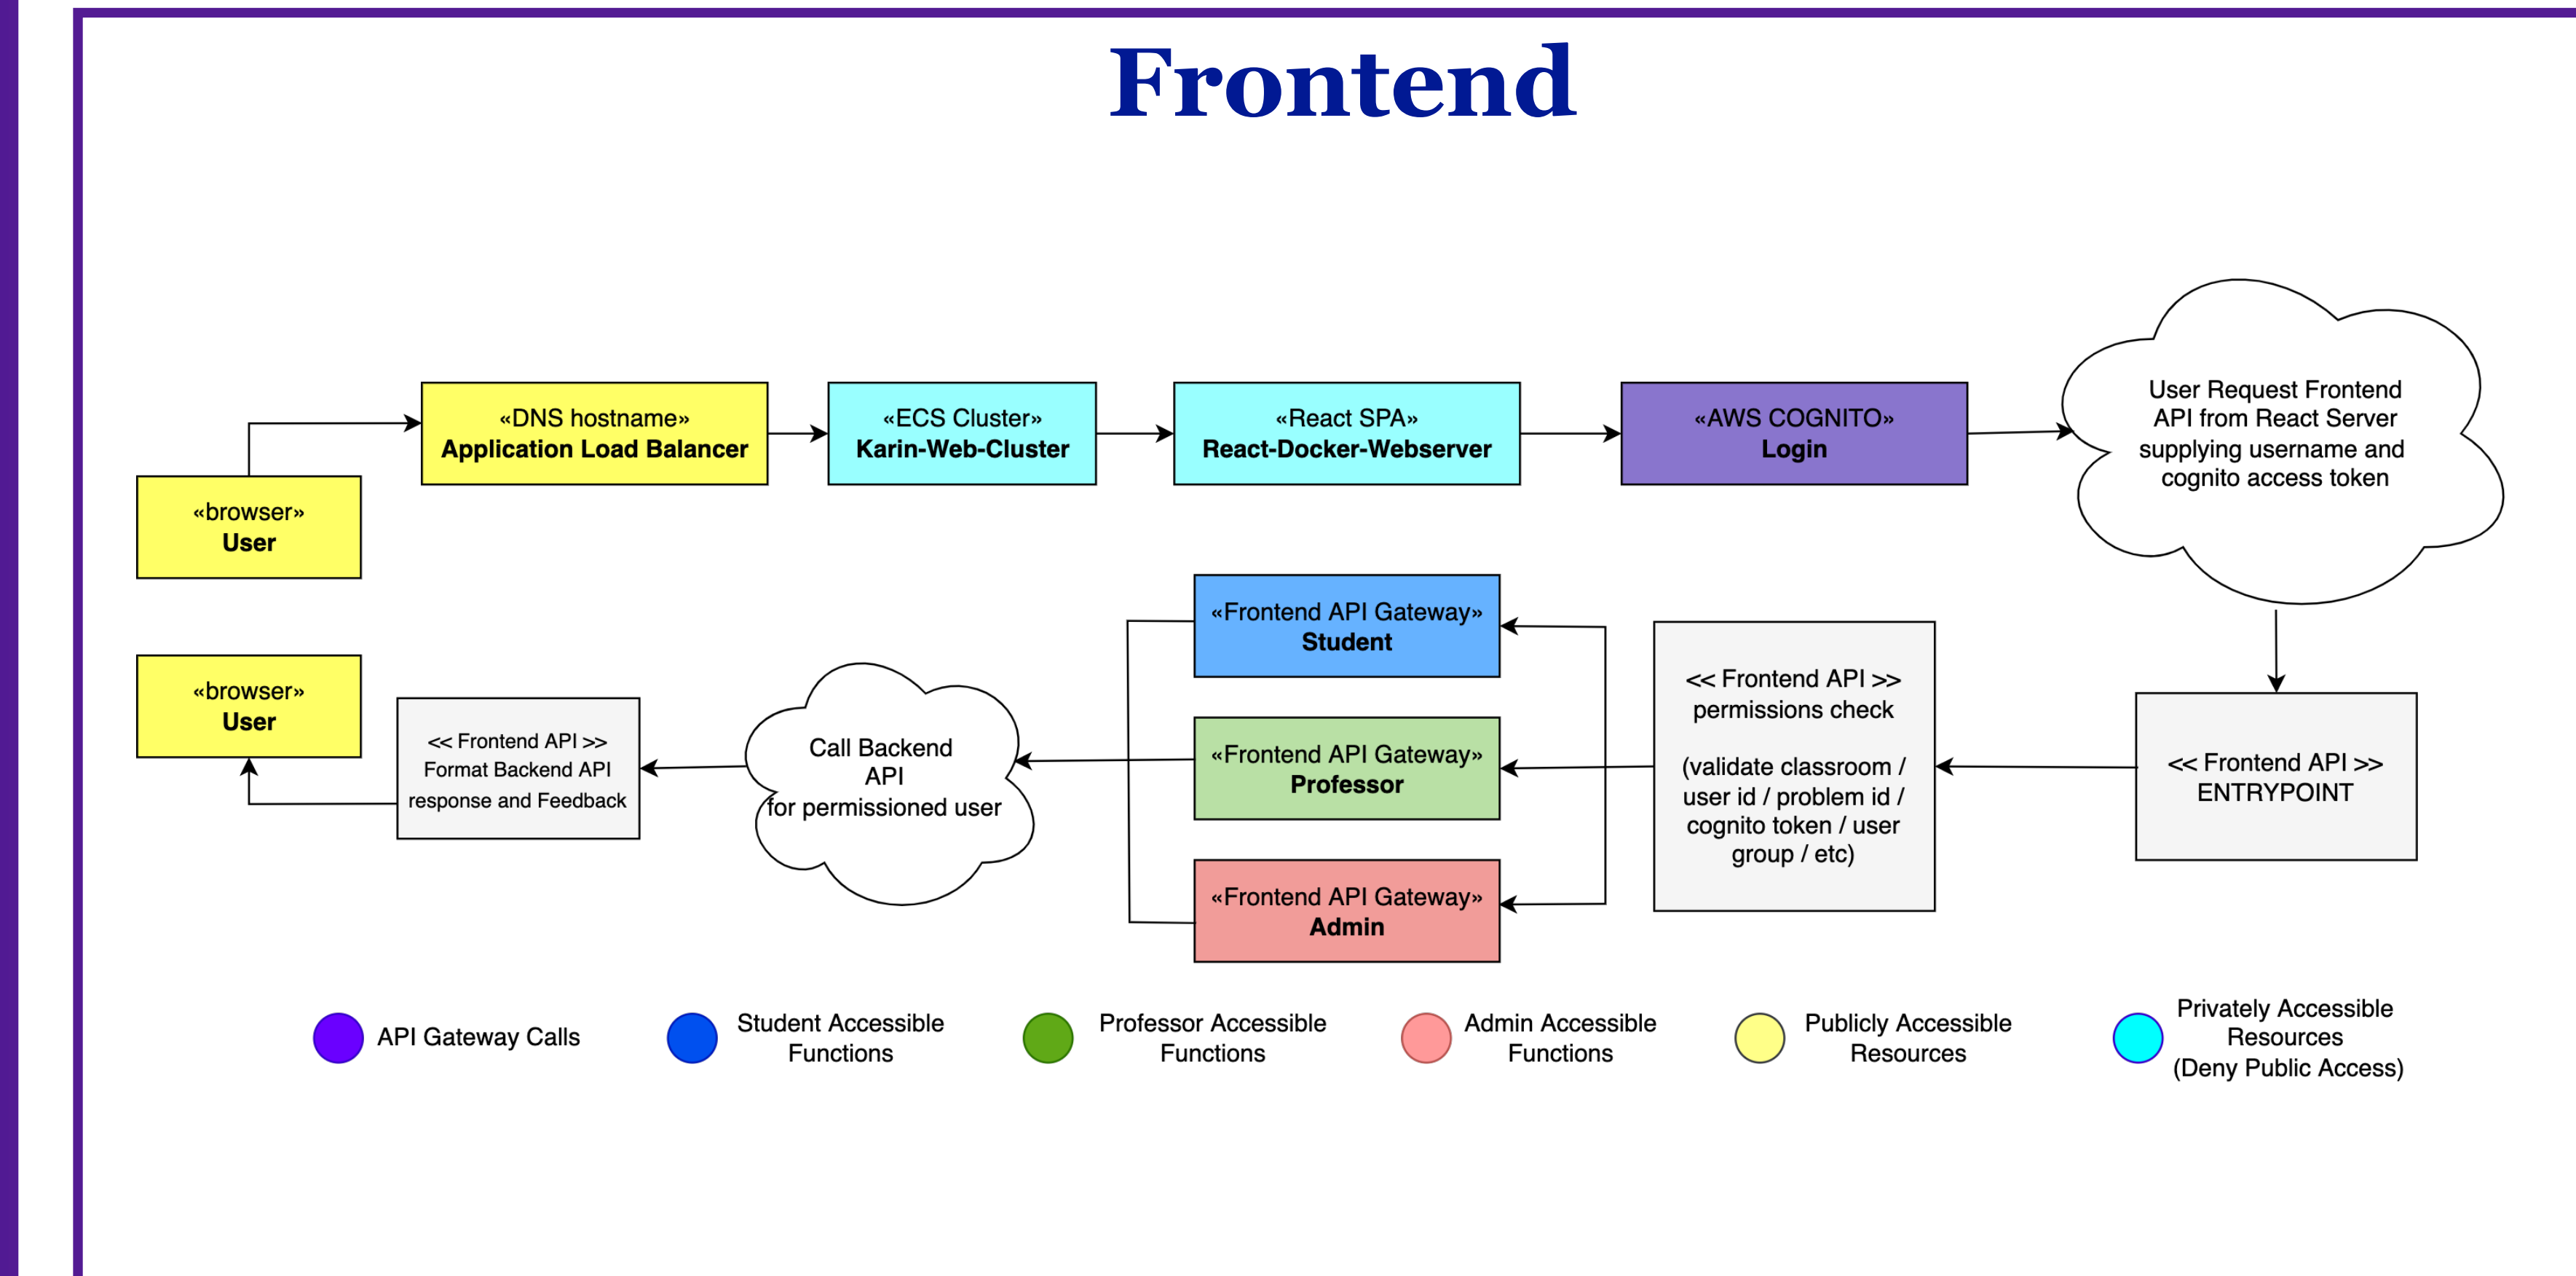 Frontend
«browser»
User
«DNS hostname»
Application Load Balancer
«ECS Cluster»
Karin-Web-Cluster
«React SPA»
React-Docker-Webserver
«AWS COGNITO»
Login
User Request Frontend
API from React Server
supplying username and
cognito access token
<< Frontend API >>
ENTRYPOINT
<< Frontend API >>
permissions check
(validate classroom /
user id / problem id /
cognito token / user
group / etc)
«Frontend API Gateway»
Student
«Frontend API Gateway»
Professor
«Frontend API Gateway»
Admin
Call Backend
API
for permissioned user
<< Frontend API >>
Format Backend API
response and Feedback
«browser»
User
API Gateway Calls
Student Accessible
Functions
Professor Accessible
Functions
Admin Accessible
Functions
Publicly Accessible
Resources
Privately Accessible
Resources
(Deny Public Access)